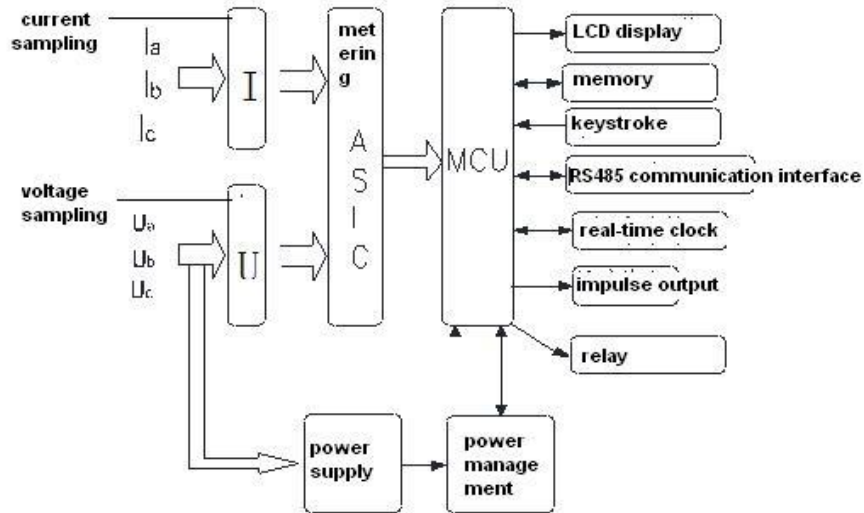 current
sampling
Ia
Ib
Ic
I
voltage
sampling
Ua
Ub
Uc
U
met
erin
g
A
S
I
C
MCU
LCD display
memory
keystroke
RS485 communication interface
real-time clock
impulse output
relay
power
supply
power
manage
ment